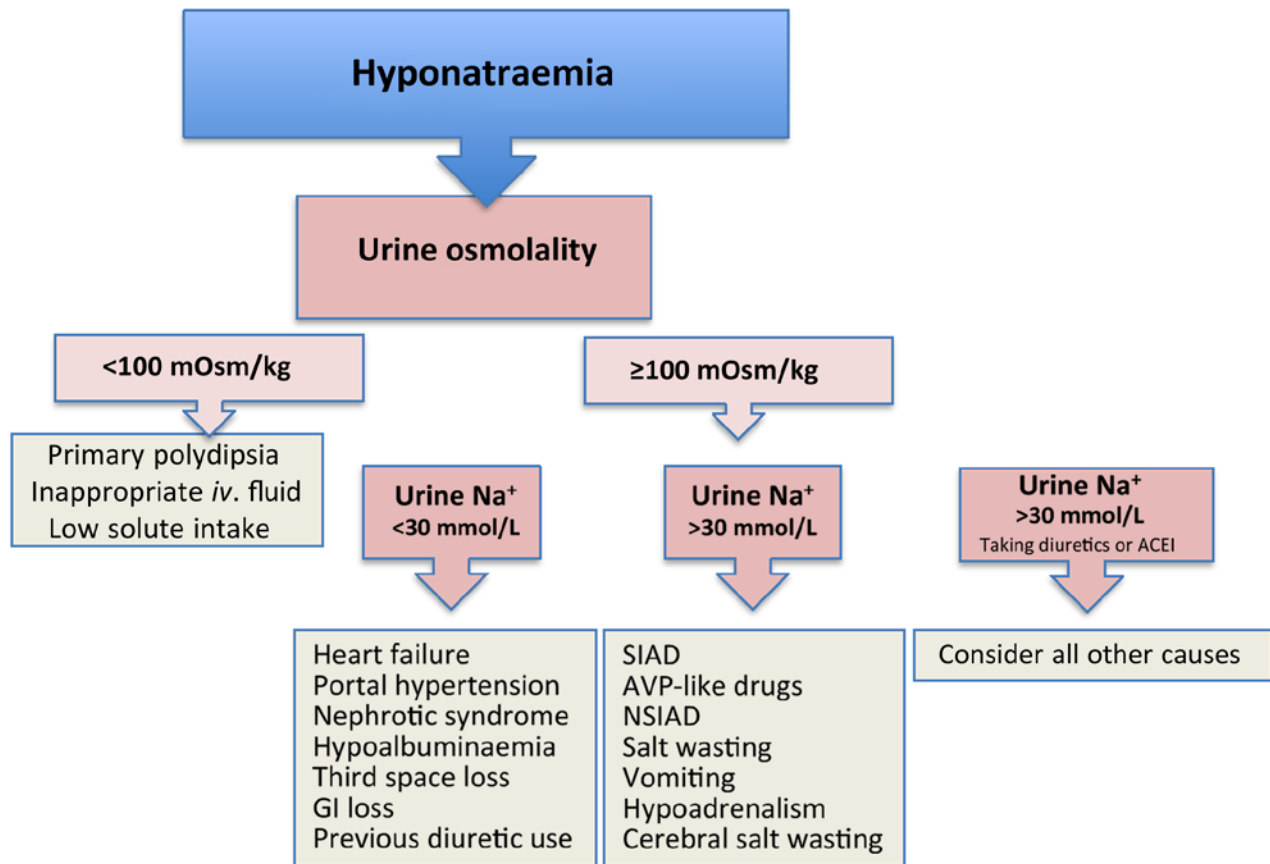 Hyponatraemia
Urine osmolality
<100 mOsm/kg
≥100 mOsm/kg
Primary polydipsia
Inappropriate iv. fluid
Low solute intake
Urine Na⁺
<30 mmol/L
Urine Na⁺
>30 mmol/L
Urine Na⁺
>30 mmol/L
Taking diuretics or ACEI
Heart failure
Portal hypertension
Nephrotic syndrome
Hypoalbuminaemia
Third space loss
GI loss
Previous diuretic use
SIAD
AVP-like drugs
NSIAD
Salt wasting
Vomiting
Hypoadrenalism
Cerebral salt wasting
Consider all other causes